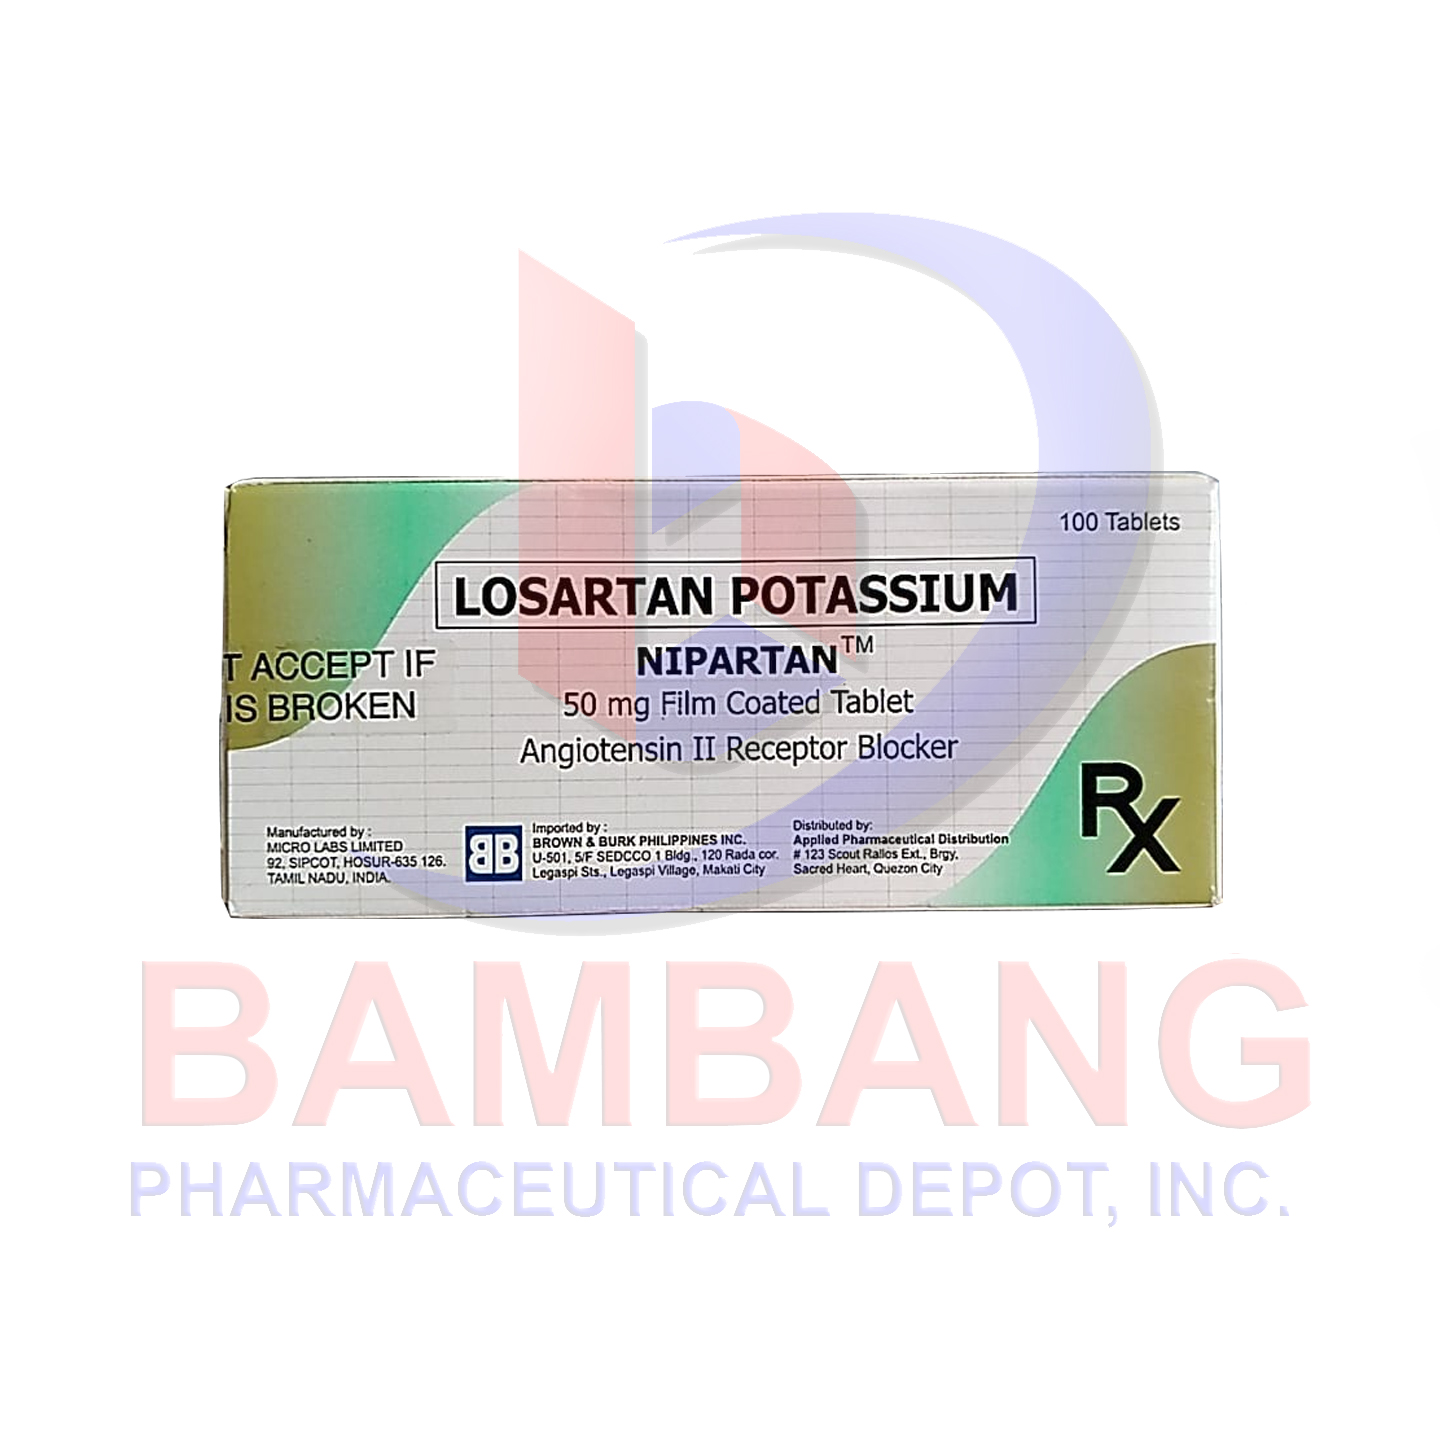 100 Tablets
LOSARTAN POTASSIUM
NIPARTAN™
50 mg Film Coated Tablet
Angiotensin II Receptor Blocker
T ACCEPT IF
IS BROKEN
Rx
Manufactured by :
MICRO LABS LIMITED
92, SIPCOT, HOSUR-635 126.
TAMIL NADU, INDIA.
BB
Imported by :
BROWN & BURK PHILIPPINES INC.
U-501, 5/F SEDCCO 1 Bldg., 120 Rada cor.
Legaspi Sts., Legaspi Village, Makati City
Distributed by:
Applied Pharmaceutical Distribution
# 123 Scout Rallos Ext., Brgy.
Sacred Heart, Quezon City
BAMBANG
PHARMACEUTICAL DEPOT, INC.